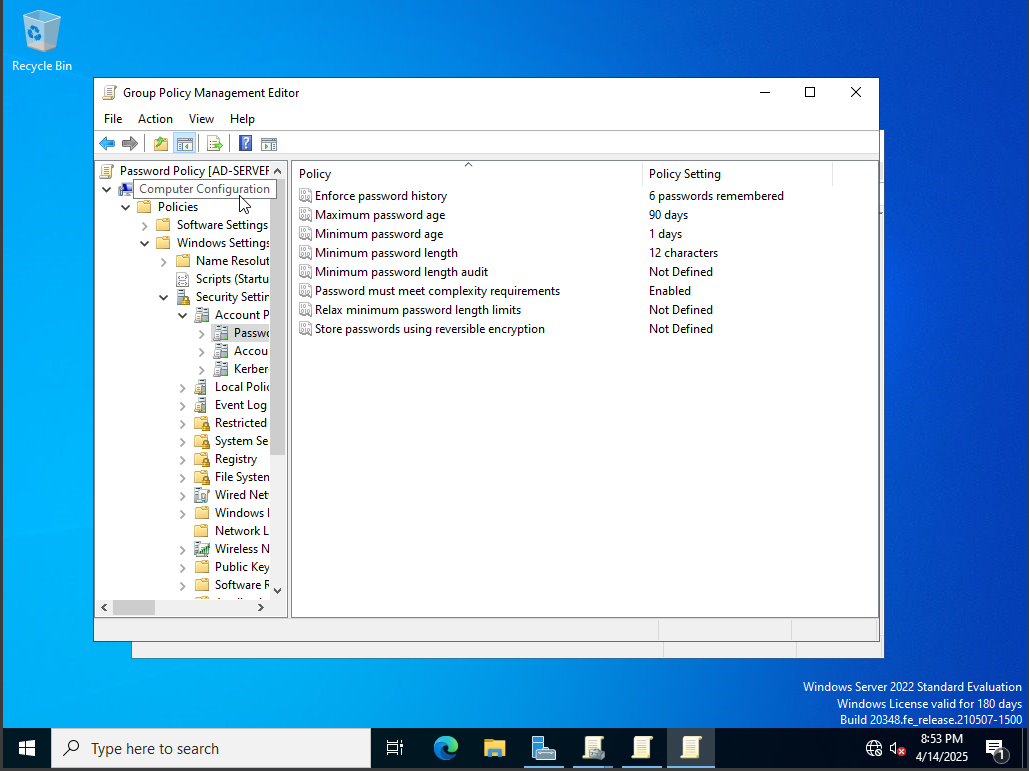 Recycle Bin
Group Policy Management Editor
File Action View Help
Password Policy [AD-SERVER
Computer Configuration
Policies
Software Settings
Windows Settings
Name Resolut
Scripts (Startu
Security Settin
Account P
Passwo
Accou
Kerber
Local Polic
Event Log
Restricted
System Se
Registry
File System
Wired Net
Windows
Network L
Wireless N
Public Key
Software R
Policy Policy Setting
Enforce password history 6 passwords remembered
Maximum password age 90 days
Minimum password age 1 days
Minimum password length 12 characters
Minimum password length audit Not Defined
Password must meet complexity requirements Enabled
Relax minimum password length limits Not Defined
Store passwords using reversible encryption Not Defined
Windows Server 2022 Standard Evaluation
Windows License valid for 180 days
Build 20348.fe_release.210507-1500
Type here to search
8:53 PM
4/14/2025
1